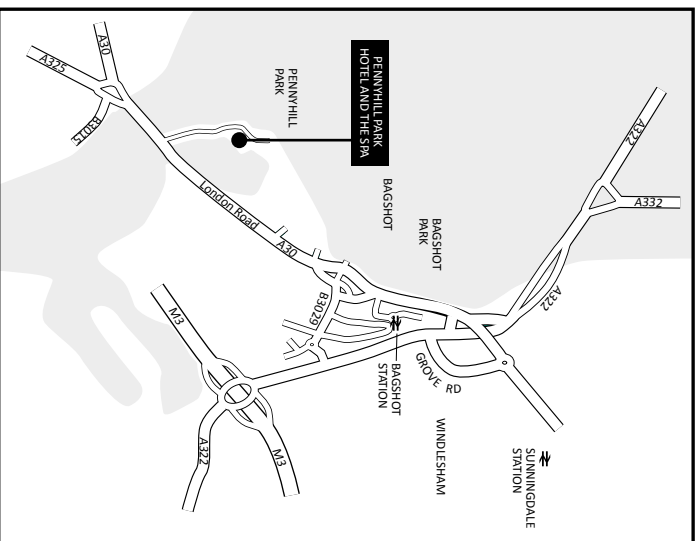 A30
A325
B3015
PENNYHILL
PARK
PENNYHILL PARK
HOTEL AND THE SPA
London Road
A30
BAGSHOT
BAGSHOT
PARK
A322
A332
A322
B3029
BAGSHOT
STATION
GROVE RD
WINDLESHAM
SUNNINGDALE
STATION
M3
M3
A322